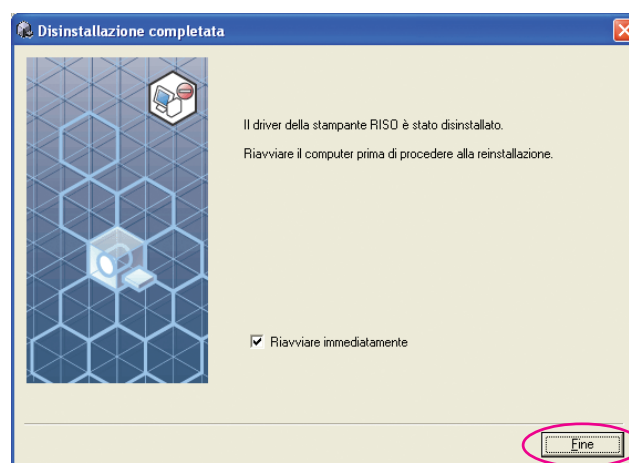 Disinstallazione completata
Il driver della stampante RISO è stato disinstallato.
Riavviare il computer prima di procedere alla reinstallazione.
Riavviare immediatamente
Fine